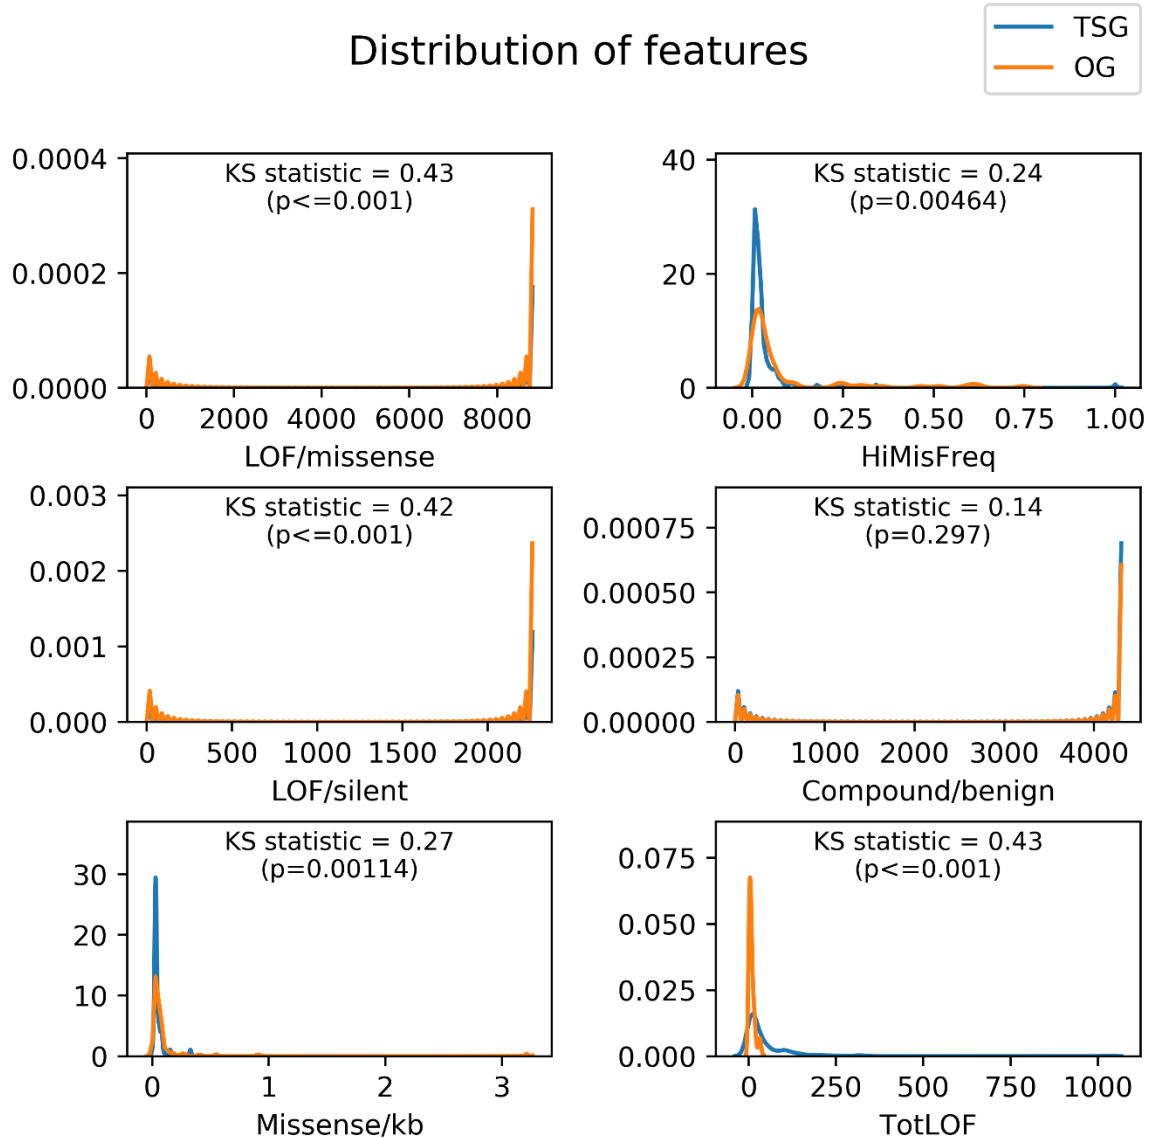 Distribution of features
TSG
OG
KS statistic = 0.43
(p<=0.001)
0.0004
0.0002
0.0000
0 2000 4000 6000 8000
LOF/missense
KS statistic = 0.24
(p=0.00464)
40
20
0
0.00 0.25 0.50 0.75 1.00
HiMisFreq
KS statistic = 0.42
(p<=0.001)
0.003
0.002
0.001
0.000
0 500 1000 1500 2000
LOF/silent
KS statistic = 0.14
(p=0.297)
0.00075
0.00050
0.00025
0.00000
0 1000 2000 3000 4000
Compound/benign
KS statistic = 0.27
(p=0.00114)
30
20
10
0
0 1 2 3
Missense/kb
KS statistic = 0.43
(p<=0.001)
0.075
0.050
0.025
0.000
0 250 500 750 1000
TotLOF